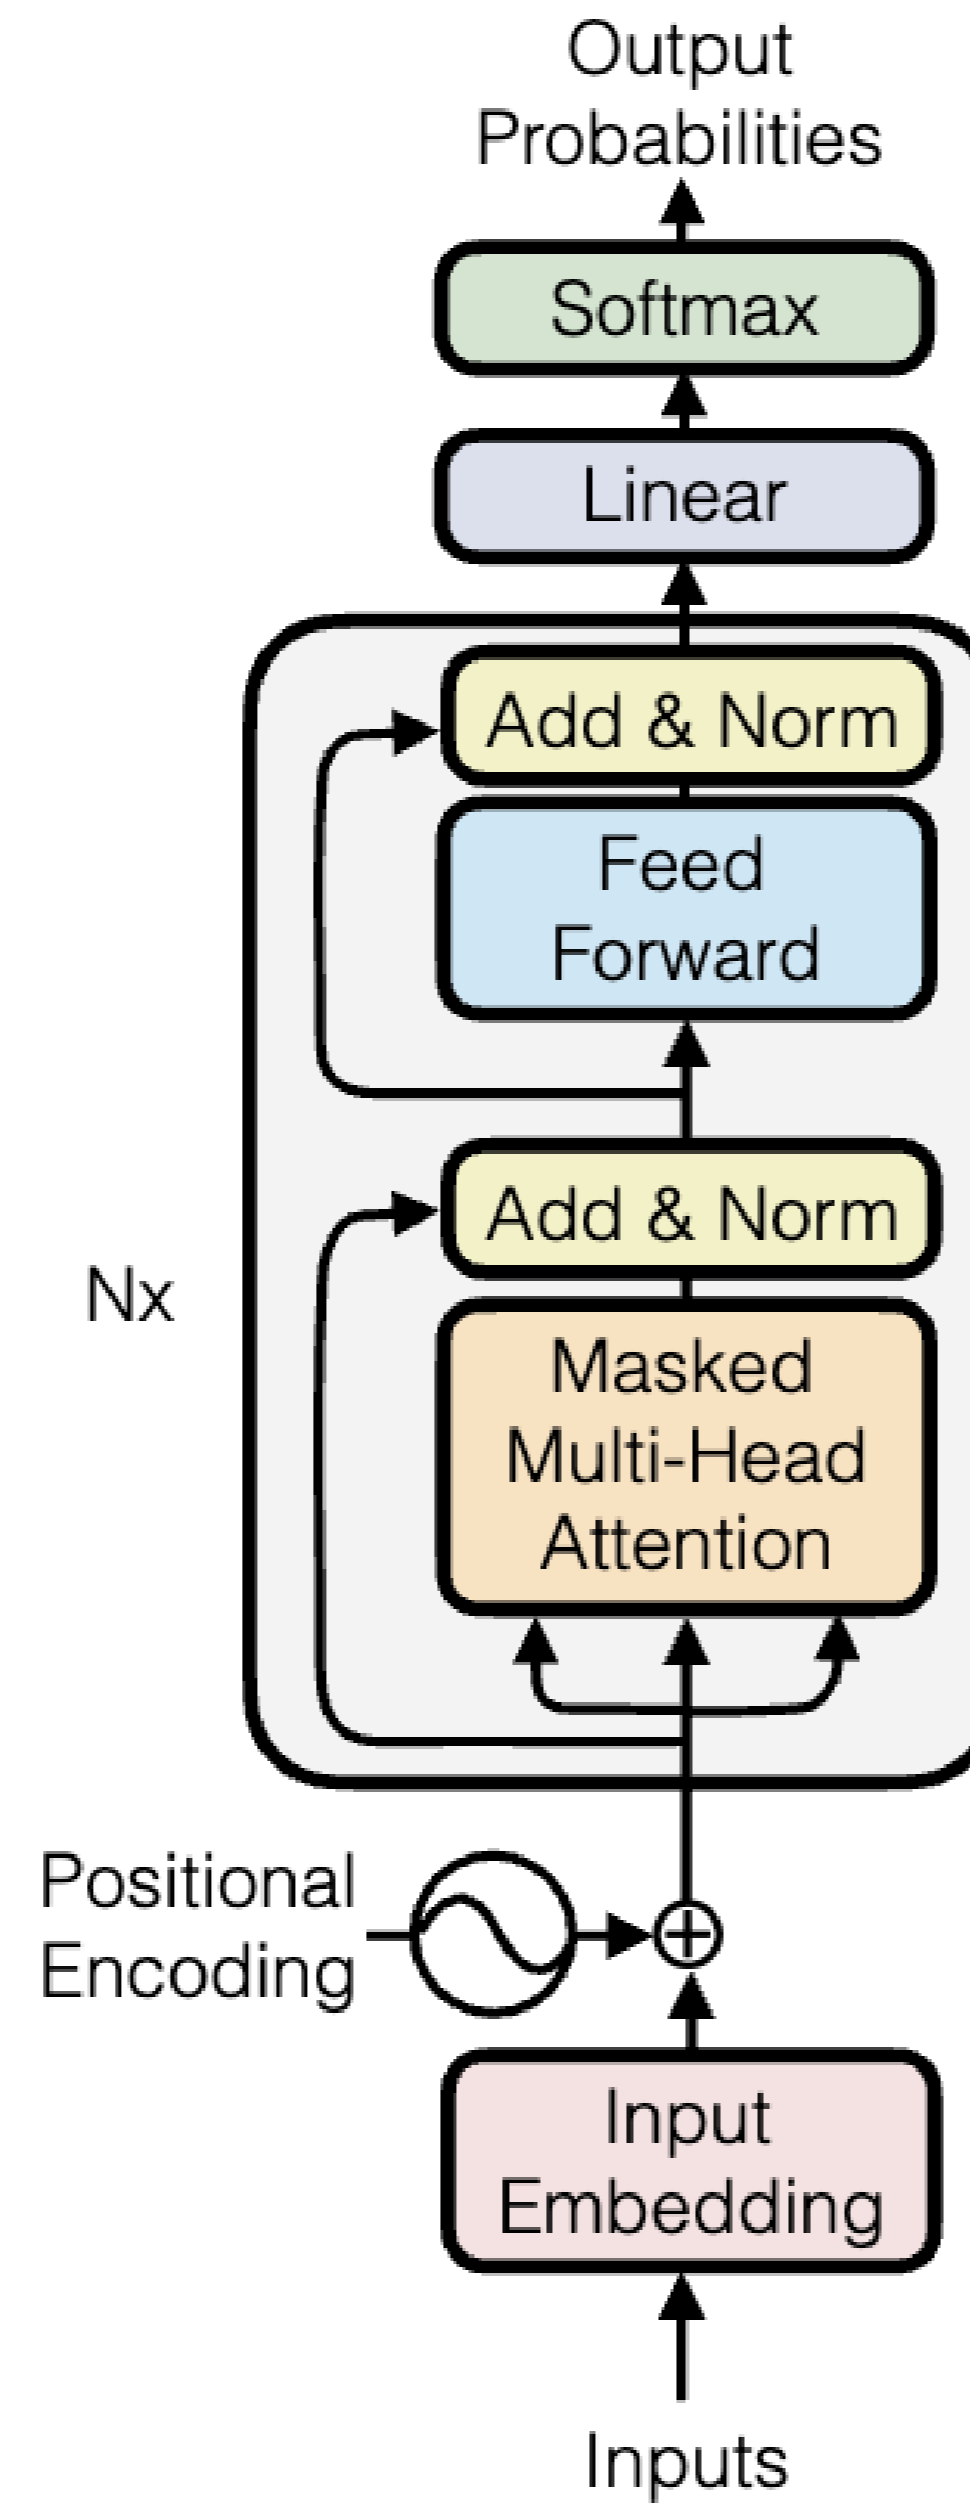 Output
Probabilities
Softmax
Linear
Add & Norm
Feed
Forward
Add & Norm
Nx
Masked
Multi-Head
Attention
Positional
Encoding
Input
Embedding
Inputs